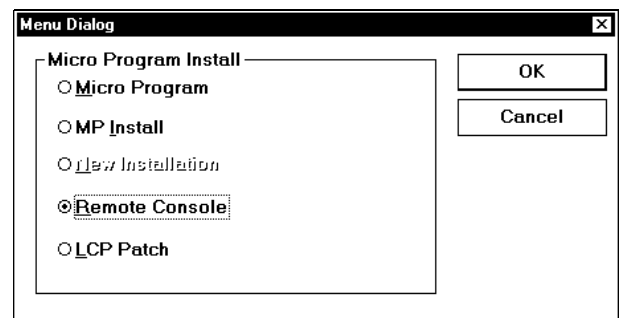 Menu Dialog
Micro Program Install
Micro Program
MP Install
New Installation
Remote Console
LCP Patch
OK
Cancel